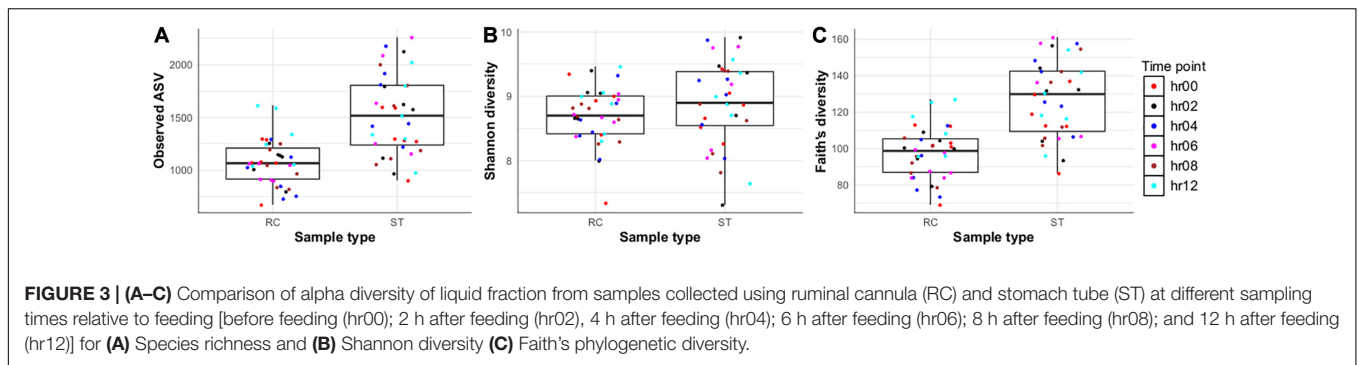 A
Observed ASV
2000
1500
1000
RC
ST
Sample type
B
Shannon diversity
10
9
8
RC
ST
Sample type
C
Faith's diversity
160
140
120
100
80
RC
ST
Sample type
Time point
hr00
hr02
hr04
hr06
hr08
hr12
FIGURE 3 | (A–C) Comparison of alpha diversity of liquid fraction from samples collected using ruminal cannula (RC) and stomach tube (ST) at different sampling
times relative to feeding [before feeding (hr00); 2 h after feeding (hr02), 4 h after feeding (hr04); 6 h after feeding (hr06); 8 h after feeding (hr08); and 12 h after feeding
(hr12)] for (A) Species richness and (B) Shannon diversity (C) Faith's phylogenetic diversity.